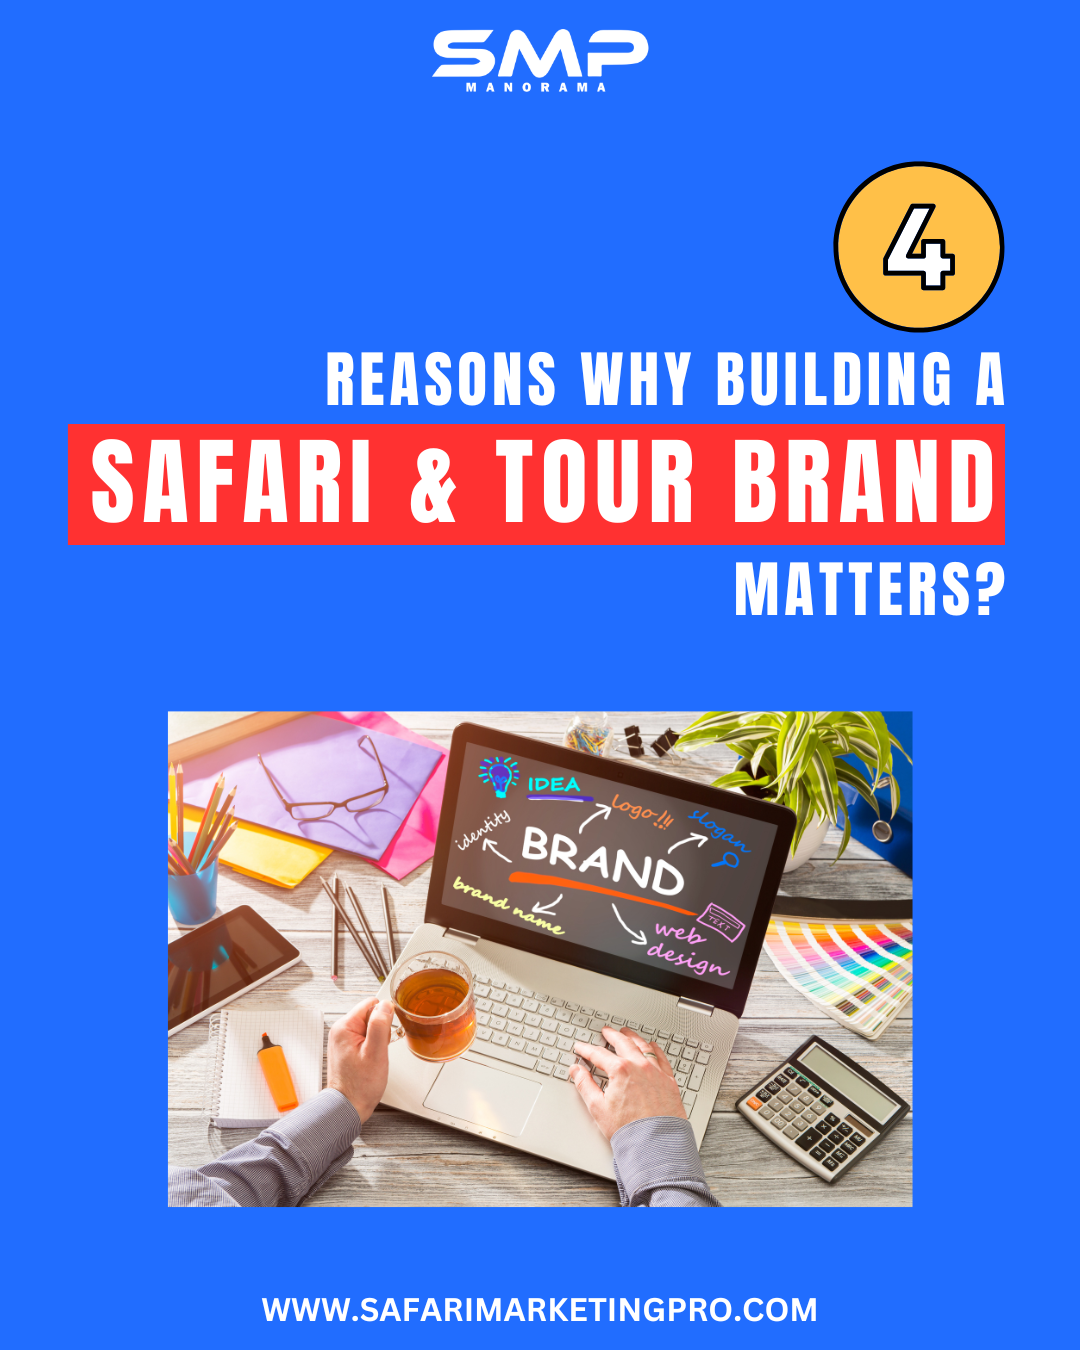 SMP
MANORAMA
4
REASONS WHY BUILDING A
SAFARI & TOUR BRAND
MATTERS?
IDEA
logo!!!
slogan
identity
BRAND
brand name
TEXT
web
design
WWW.SAFARIMARKETINGPRO.COM